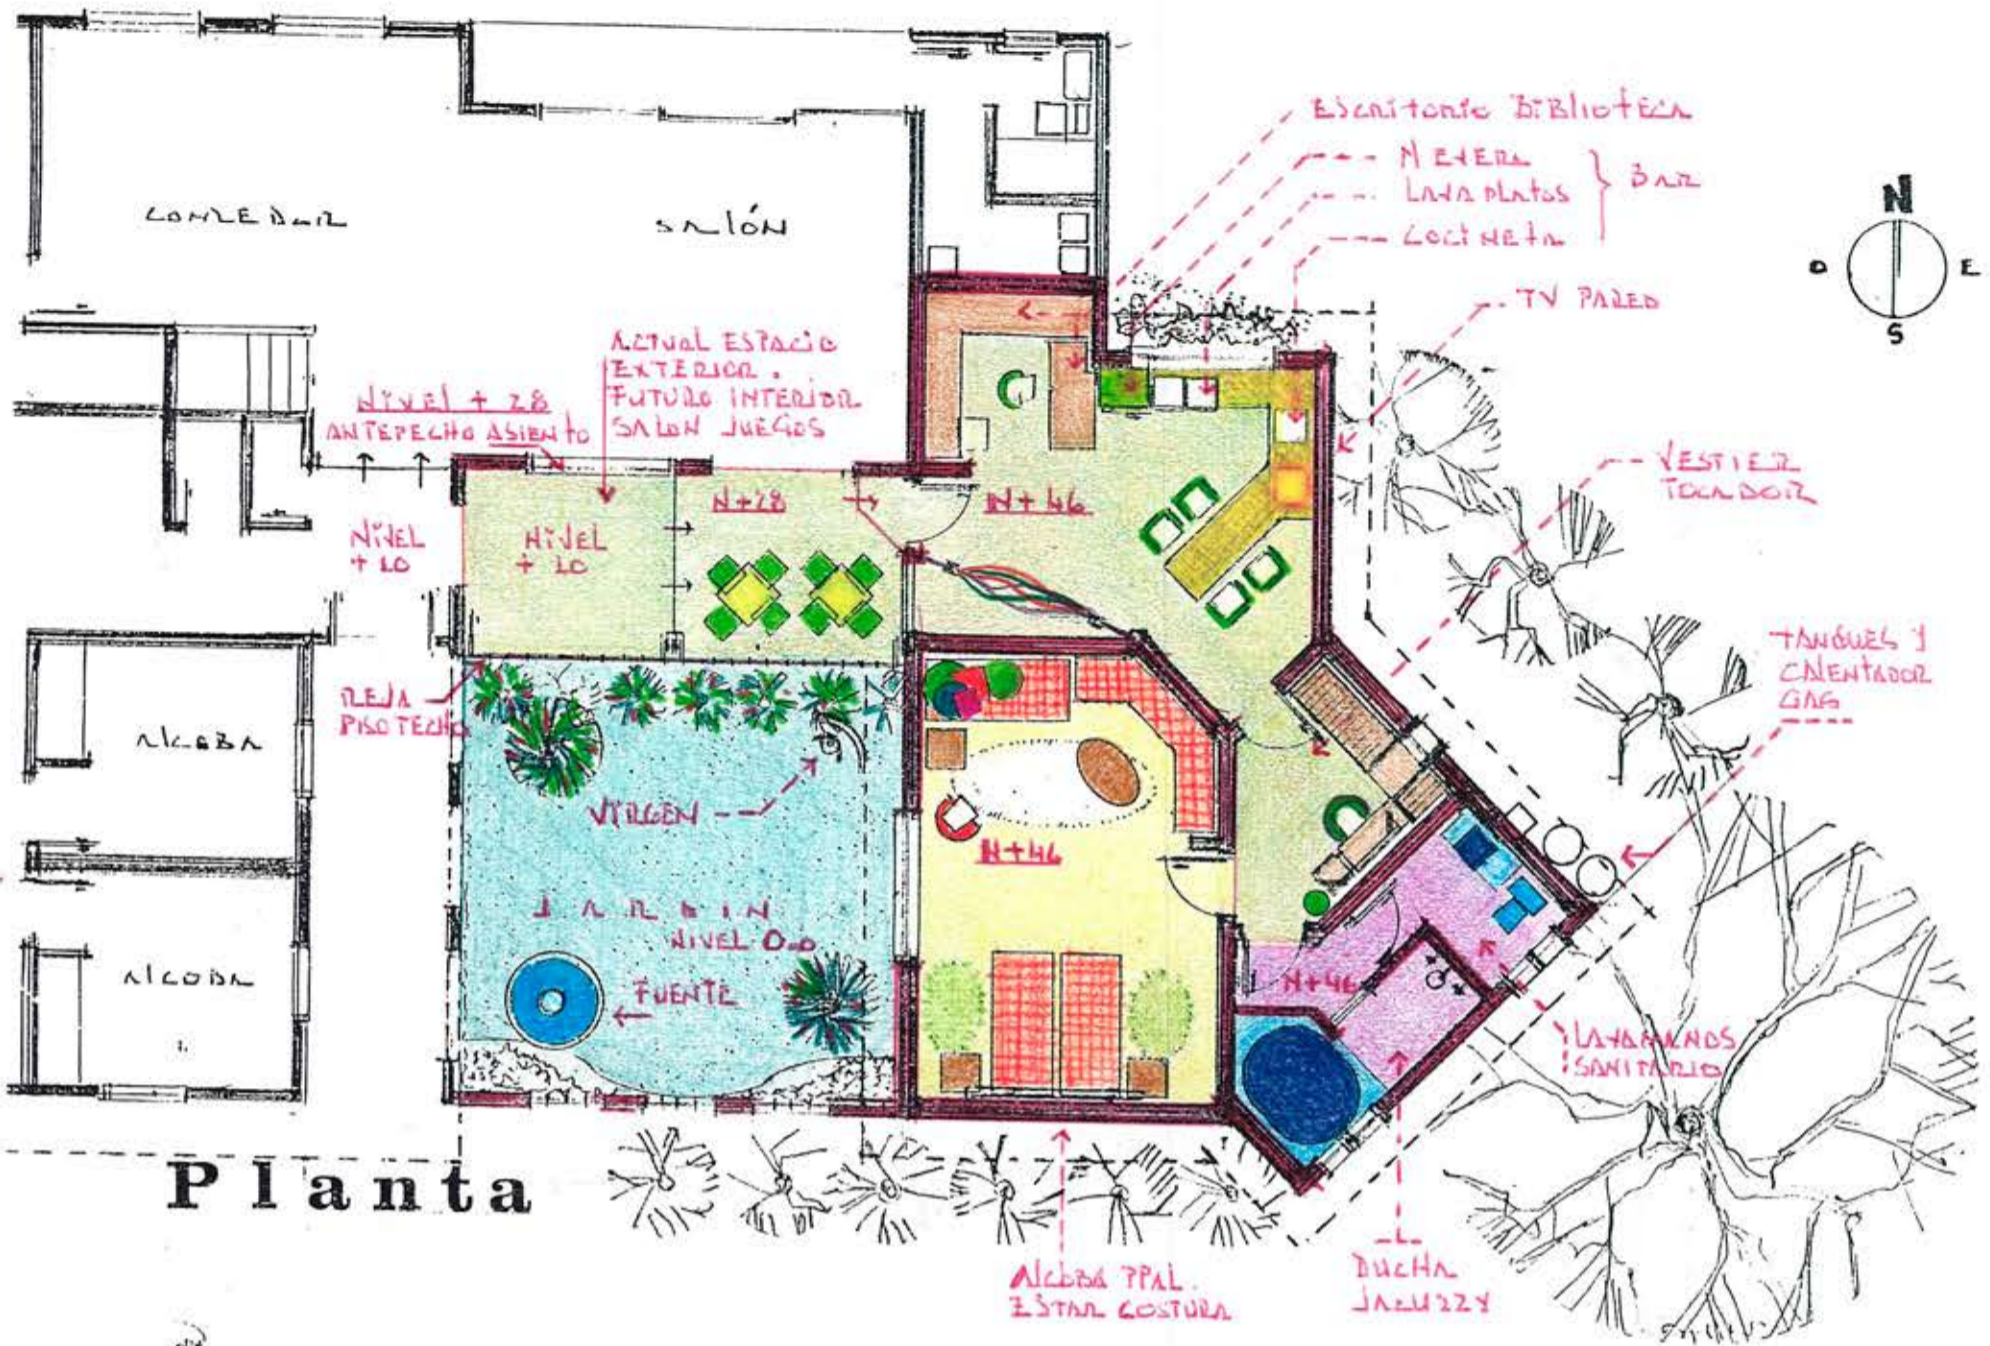 COMEDOR
SALÓN
ESCRITORIO BIBLIOTECA
NEVERA
LAVAPLATOS
COCINETA
BAR
N
O
E
S
TV PARED
ACTUAL ESPACIO
EXTERIOR.
FUTURO INTERIOR
SALON JUEGOS
NIVEL + 28
ANTEPECHO ASIENTO
VESTIER
TOCADOR
N+28
N+46
NIVEL
+ 10
NIVEL
+ 10
TANQUES Y
CALENTADOR
GAS
REJA
PISO TECHO
ALCOBA
VIRGEN
N+46
JARDIN
NIVEL 0.0
ALCOBA
FUENTE
N+46
LAVAMANOS
SANITARIO
Planta
ALCOBA PPAL.
ESTAR COSTURA
DUCHA
JACUZZY